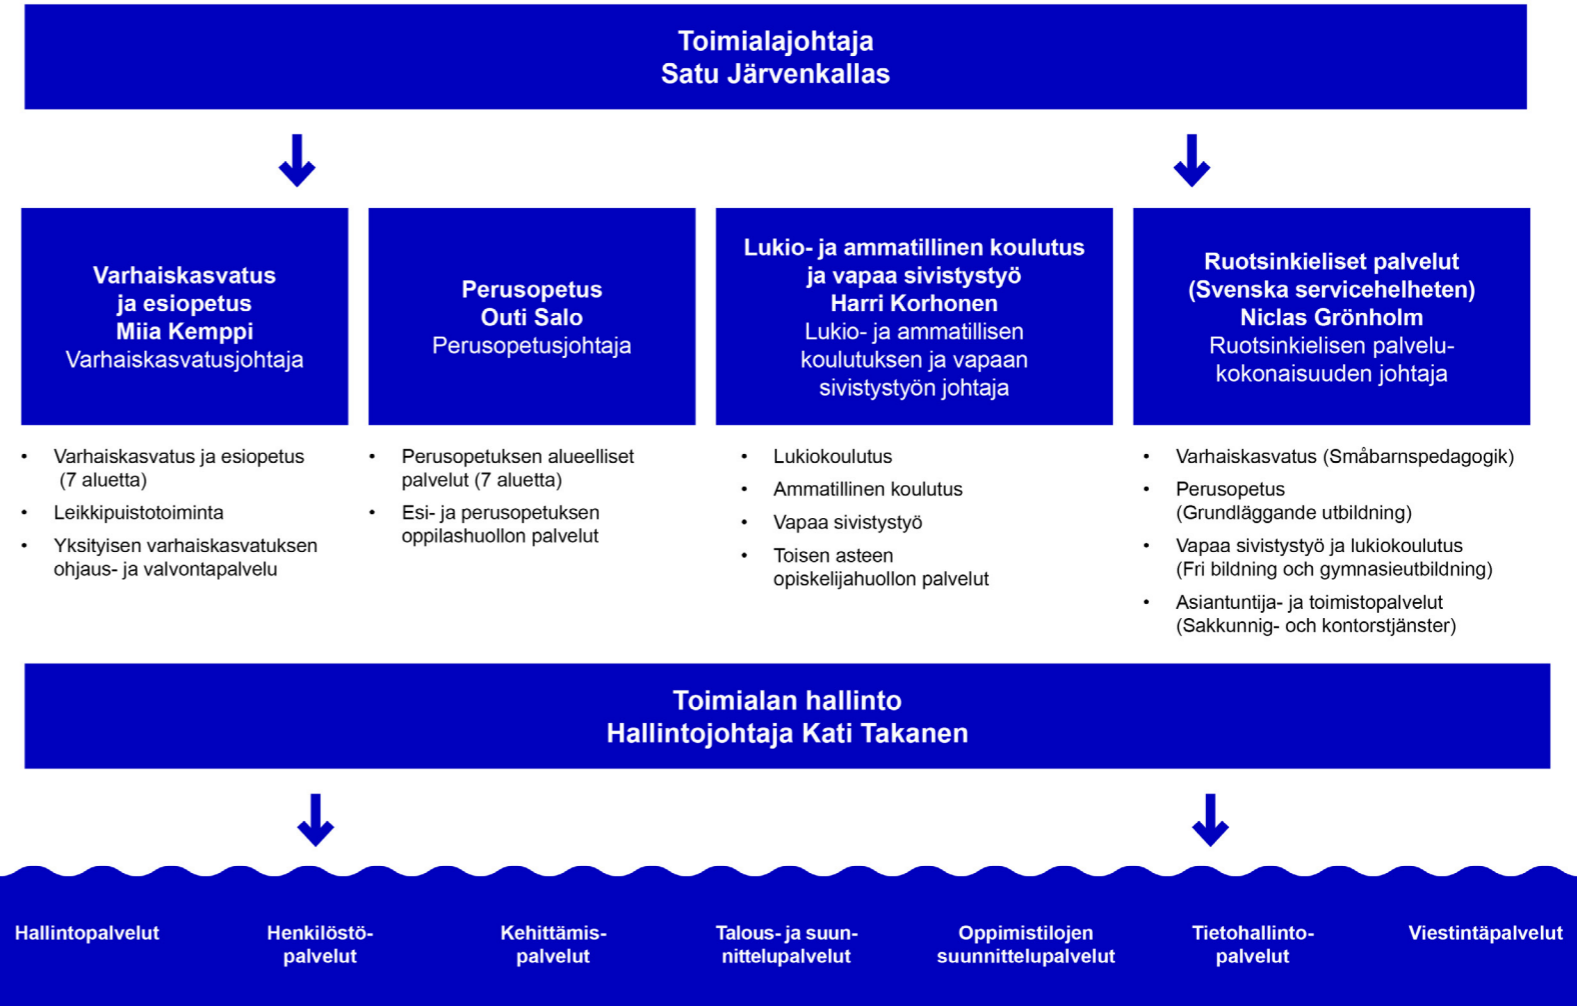 Toimialajohtaja
Satu Järvenkallas
Varhaiskasvatus
ja esiopetus
Miia Kemppi
Varhaiskasvatusjohtaja
Perusopetus
Outi Salo
Perusopetusjohtaja
Lukio- ja ammatillinen koulutus
ja vapaa sivistystyö
Harri Korhonen
Lukio- ja ammatillisen
koulutuksen ja vapaan
sivistystyön johtaja
Ruotsinkieliset palvelut
(Svenska servicehelheten)
Niclas Grönholm
Ruotsinkielisen palvelu-
kokonaisuuden johtaja
• Varhaiskasvatus ja esiopetus
(7 aluetta)
• Leikkipuistotoiminta
• Yksityisen varhaiskasvatuksen
ohjaus- ja valvontapalvelu
• Perusopetuksen alueelliset
palvelut (7 aluetta)
• Esi- ja perusopetuksen
oppilashuollon palvelut
• Lukiokoulutus
• Ammatillinen koulutus
• Vapaa sivistystyö
• Toisen asteen
opiskelijahuollon palvelut
• Varhaiskasvatus (Småbarnspedagogik)
• Perusopetus
(Grundläggande utbildning)
• Vapaa sivistystyö ja lukiokoulutus
(Fri bildning och gymnasieutbildning)
• Asiantuntija- ja toimistopalvelut
(Sakkunnig- och kontorstjänster)
Toimialan hallinto
Hallintojohtaja Kati Takanen
Hallintopalvelut
Henkilöstö-
palvelut
Kehittämis-
palvelut
Talous- ja suun-
nittelupalvelut
Oppimistilojen
suunnittelupalvelut
Tietohallinto-
palvelut
Viestintäpalvelut